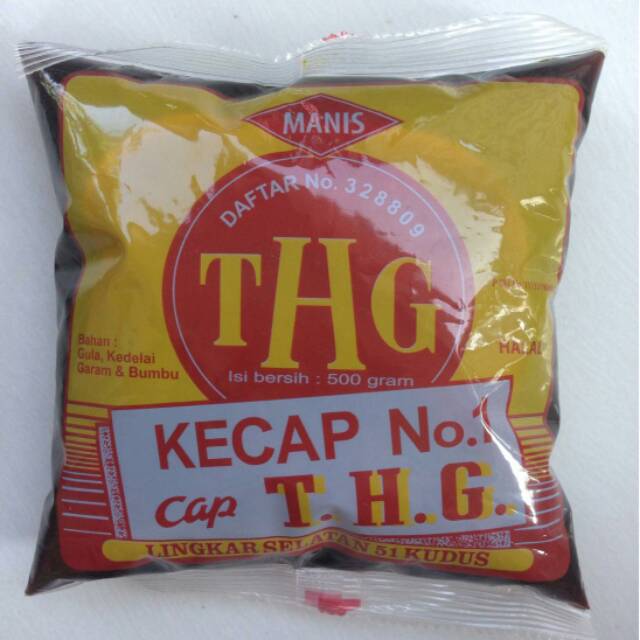 MANIS
DAFTAR No. 328809
THG
Isi bersih : 500 gram
Bahan :
Gula, Kedelai
Garam & Bumbu
HALAL
KECAP No.1
Cap T. H. G.
LINGKAR SELATAN 51 KUDUS